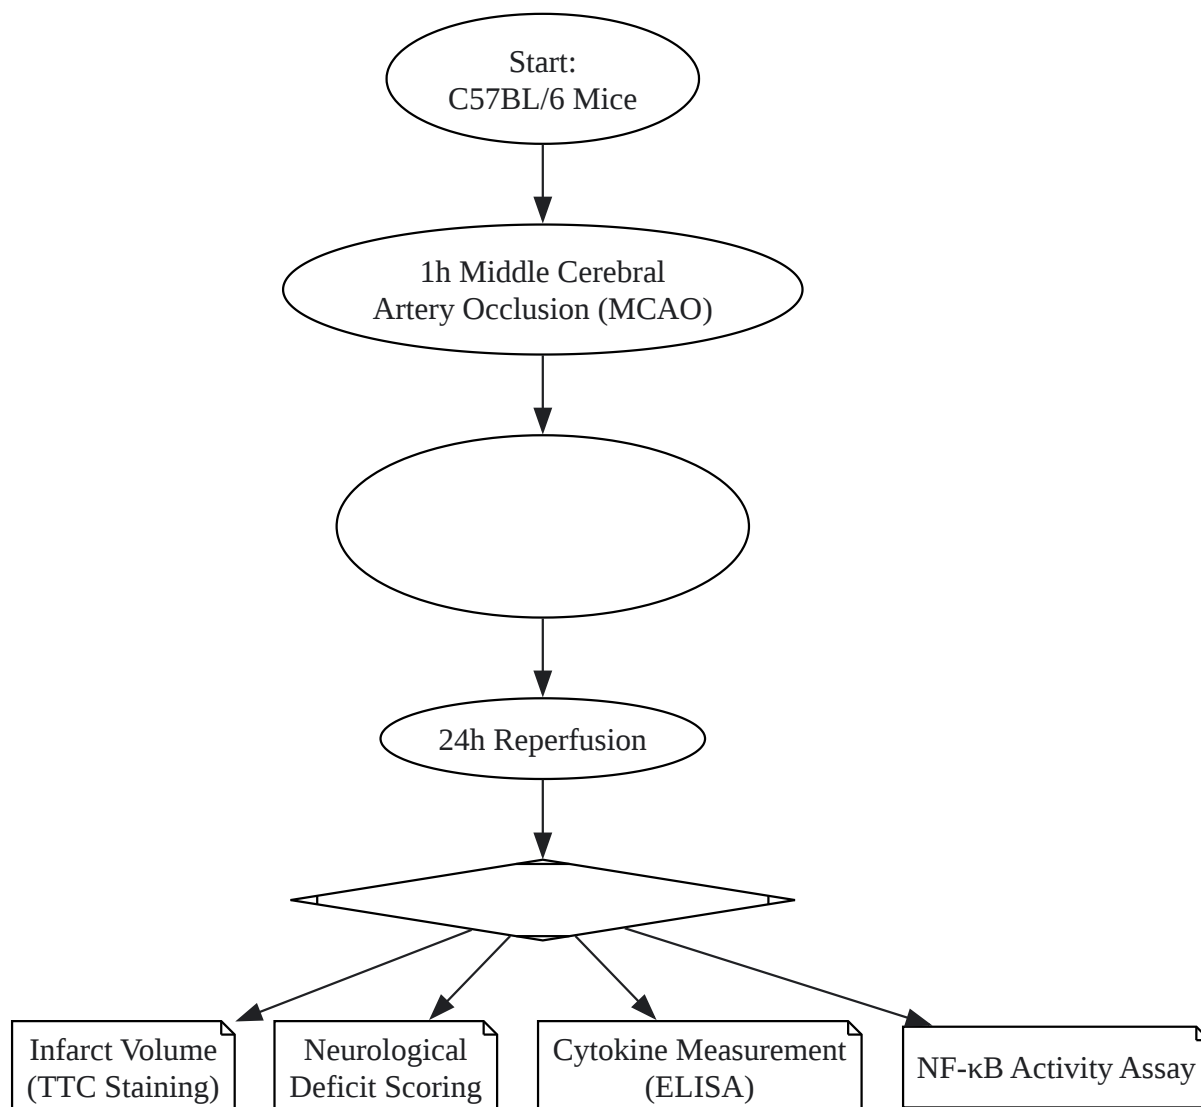 Start:
C57BL/6 Mice
1h Middle Cerebral
Artery Occlusion (MCAO)
24h Reperfusion
Infarct Volume
(TTC Staining)
Neurological
Deficit Scoring
Cytokine Measurement
(ELISA)
NF-κB Activity Assay